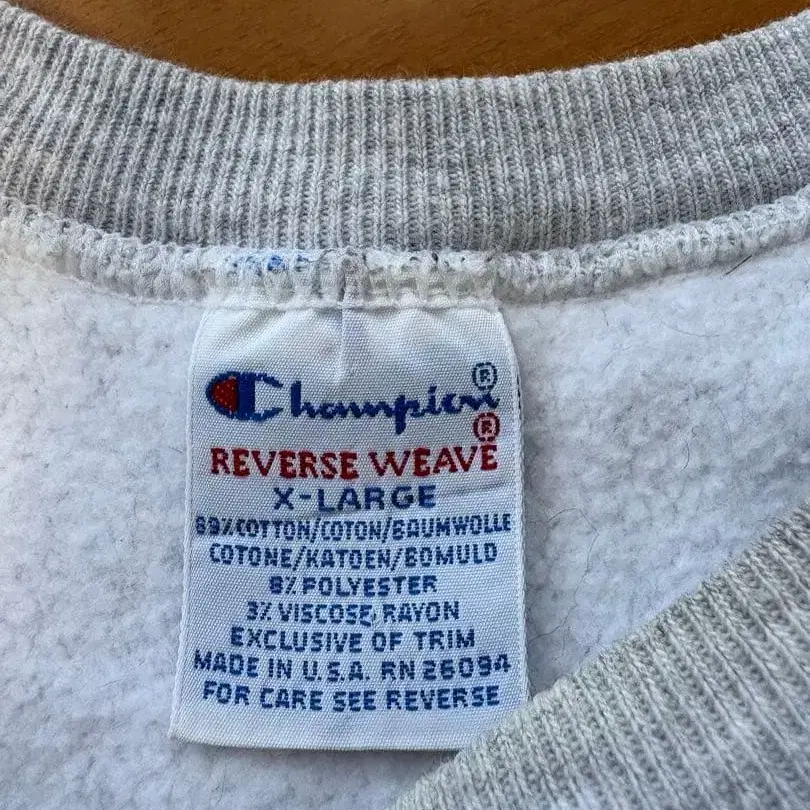 Champion®
REVERSE WEAVE®
X-LARGE
89%COTTON/COTON/BAUMWOLLE
COTONE/KATOEN/BOMULD
8% POLYESTER
3% VISCOSE, RAYON
EXCLUSIVE OF TRIM
MADE IN U.S.A. RN 26094
FOR CARE SEE REVERSE